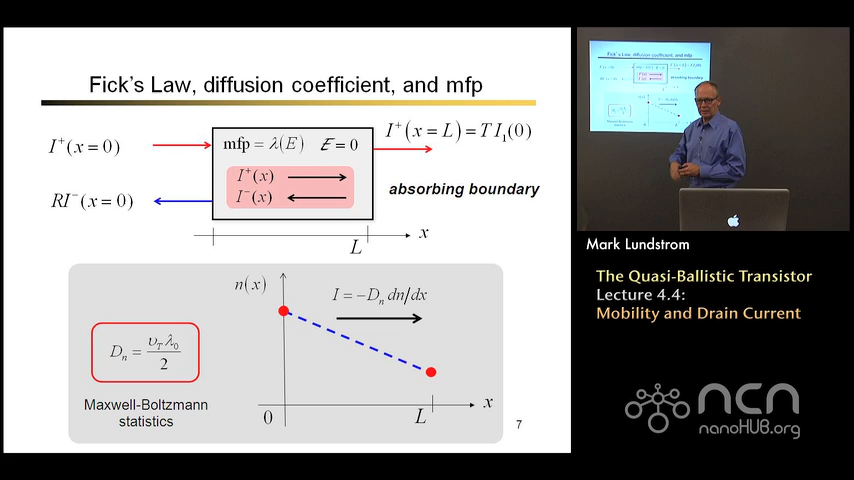 Fick's Law, diffusion coefficient, and mfp
I⁺(x = 0)
mfp = λ(E) ℰ = 0
I⁺(x = L) = T I₁(0)
I⁺(x)
I⁻(x)
RI⁻(x = 0)
absorbing boundary
L x
n(x)
I = −Dₙ dn/dx
Dₙ = υ_T λ₀ / 2
Maxwell-Boltzmann
statistics
0 L x
7
Mark Lundstrom
The Quasi-Ballistic Transistor
Lecture 4.4:
Mobility and Drain Current
ncn
nanoHUB.org